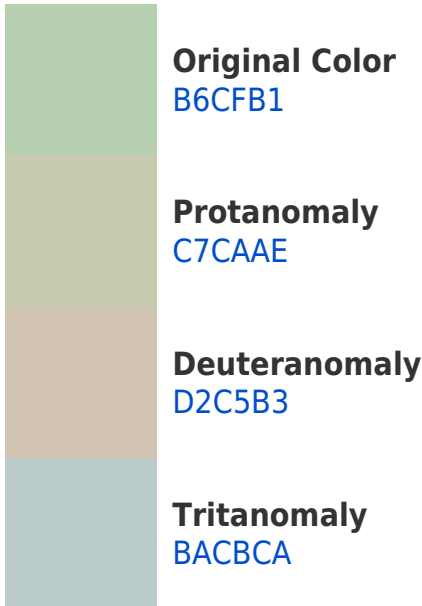 Original Color
B6CFB1
Protanomaly
C7CAAE
Deuteranomaly
D2C5B3
Tritanomaly
BACBCA